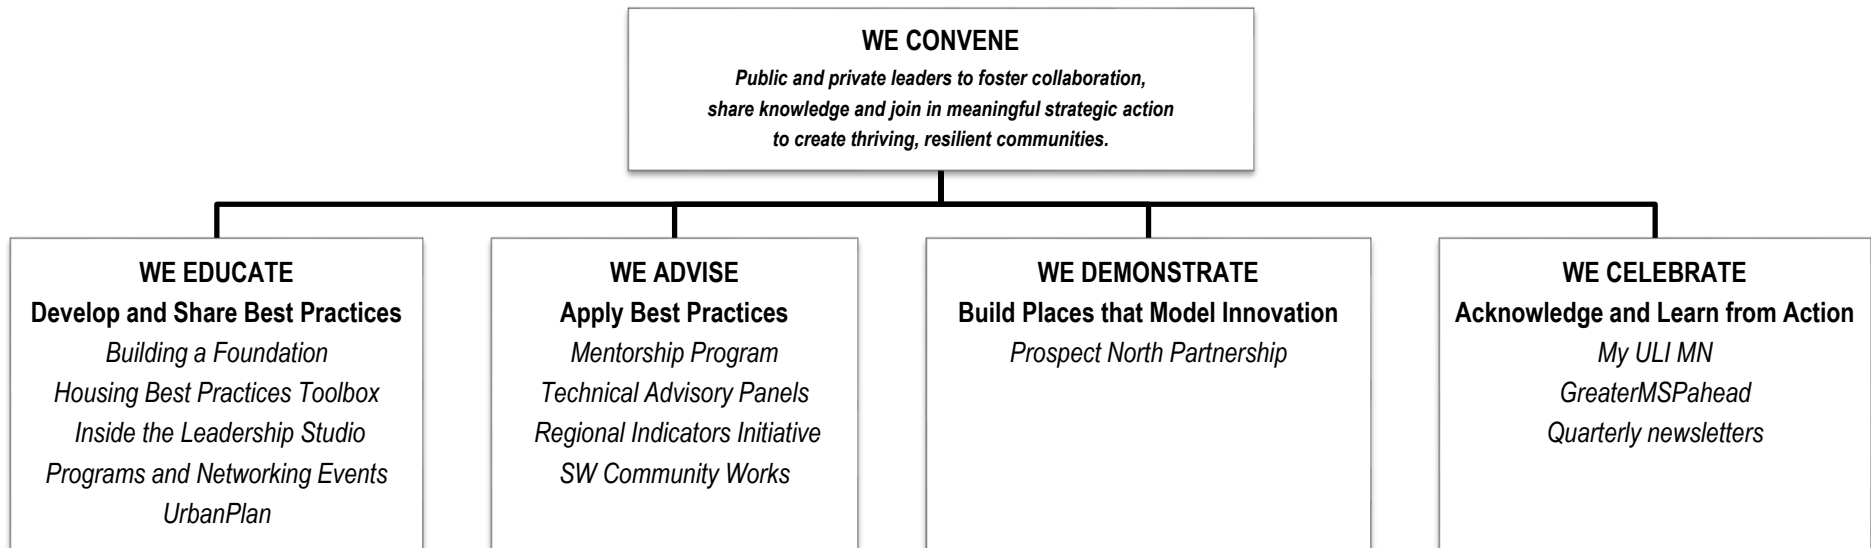 WE CONVENE
Public and private leaders to foster collaboration,
share knowledge and join in meaningful strategic action
to create thriving, resilient communities.
WE EDUCATE
Develop and Share Best Practices
Building a Foundation
Housing Best Practices Toolbox
Inside the Leadership Studio
Programs and Networking Events
UrbanPlan
WE ADVISE
Apply Best Practices
Mentorship Program
Technical Advisory Panels
Regional Indicators Initiative
SW Community Works
WE DEMONSTRATE
Build Places that Model Innovation
Prospect North Partnership
WE CELEBRATE
Acknowledge and Learn from Action
My ULI MN
GreaterMSPahead
Quarterly newsletters